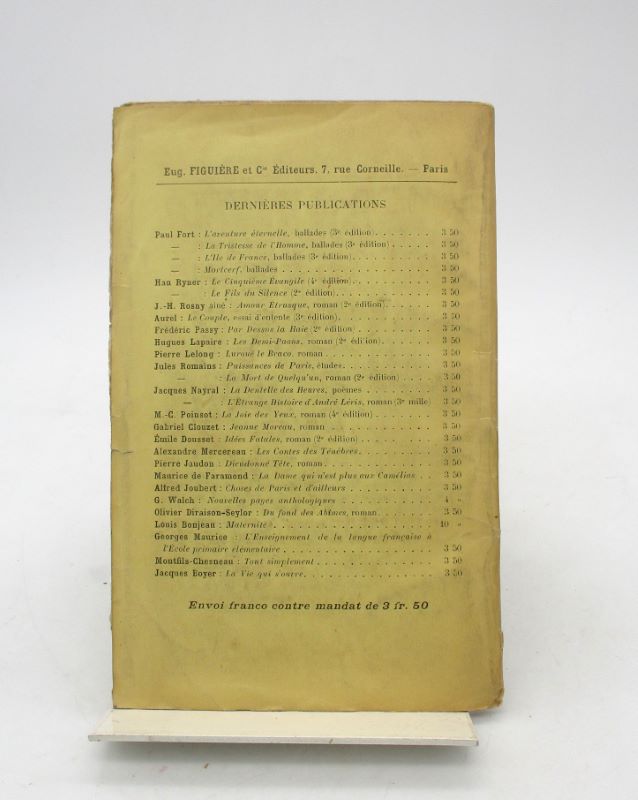 Eug. FIGUIÈRE et Cie Éditeurs, 7, rue Corneille. — Paris
DERNIÈRES PUBLICATIONS
Paul Fort : L'aventure éternelle, ballades (3e édition). . . . . . . 3 50
— : La Tristesse de l'Homme, ballades (3e édition) . . . . . 3 50
— : L'Ile de France, ballades (3e édition). . . . . . . . . 3 50
— : Mortcerf, ballades . . . . . . . . . . . . . . . . 3 50
Han Ryner : Le Cinquième Évangile (4e édition) . . . . . . . . . 3 50
— : Le Fils du Silence (2e édition). . . . . . . . . . . 3 50
J.-H. Rosny aîné : Amour Etrusque, roman (2e édition). . . . . . 3 50
Aurel : Le Couple, essai d'entente (3e édition). . . . . . . . . . 3 50
Frédéric Passy : Par Dessus la Haie (2e édition) . . . . . . . . . 3 50
Hugues Lapaire : Les Demi-Paons, roman (2e édition). . . . . . . 3 50
Pierre Lelong : Luroué le Braco, roman . . . . . . . . . . . . 3 50
Jules Romains : Puissances de Paris, études. . . . . . . . . . . 3 50
— : La Mort de Quelqu'un, roman (2e édition) . . . . 3 50
Jacques Nayral : La Dentelle des Heures, poèmes . . . . . . . . 3 50
— : L'Étrange Histoire d'André Léris, roman (3e mille) 3 50
M.-C. Poinsot : La Joie des Yeux, roman (4e édition) . . . . . . . 3 50
Gabriel Clouzet : Jeanne Moreau, roman . . . . . . . . . . . . 3 50
Émile Dousset : Idées Fatales, roman (2e édition) . . . . . . . . 3 50
Alexandre Mercereau : Les Contes des Ténèbres. . . . . . . . . 3 50
Pierre Jaudon : Dieudonné Tête, roman. . . . . . . . . . . . . 3 50
Maurice de Faramond : La Dame qui n'est plus aux Camélias . . 3 50
Alfred Joubert : Choses de Paris et d'ailleurs . . . . . . . . . . 3 50
G. Walch : Nouvelles pages anthologiques . . . . . . . . . . . 4 »
Olivier Diraison-Seylor : Du fond des Abîmes, roman. . . . . . . 3 50
Louis Bonjean : Maternité . . . . . . . . . . . . . . . . . 10 »
Georges Maurice : L'Enseignement de la langue française à
l'École primaire élémentaire . . . . . . . . . . . . . . . . 3 50
Moutfils-Chesneau : Tout simplement . . . . . . . . . . . . . 3 50
Jacques Boyer : La Vie qui s'ouvre. . . . . . . . . . . . . . 3 50
Envoi franco contre mandat de 3 fr. 50